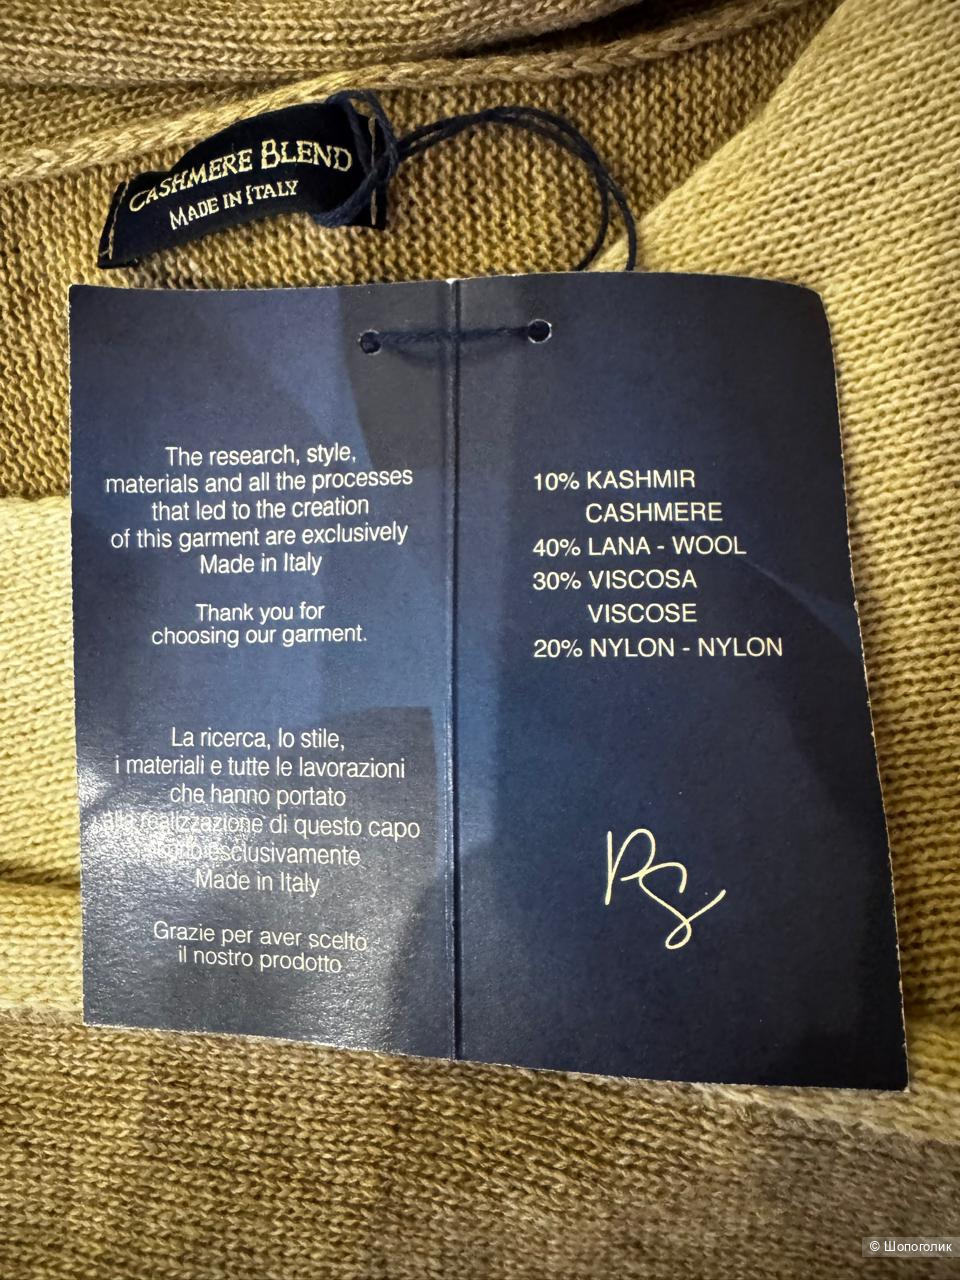 CASHMERE BLEND
MADE IN ITALY
The research, style,
materials and all the processes
that led to the creation
of this garment are exclusively
Made in Italy
Thank you for
choosing our garment.
La ricerca, lo stile,
i materiali e tutte le lavorazioni
che hanno portato
alla realizzazione di questo capo
sono esclusivamente
Made in Italy
Grazie per aver scelto
il nostro prodotto
10% KASHMIR
CASHMERE
40% LANA - WOOL
30% VISCOSA
VISCOSE
20% NYLON - NYLON
PS
© Шопоголик